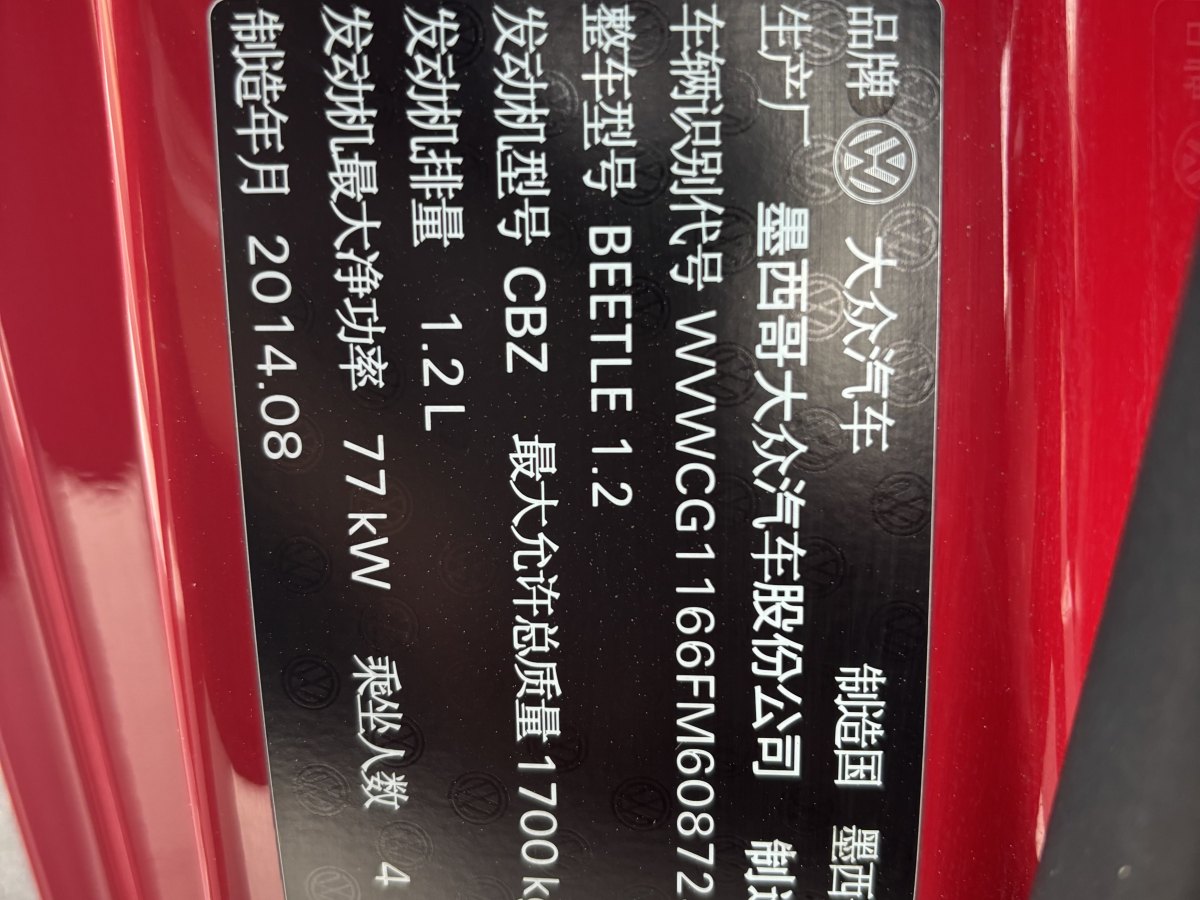 品牌 大众汽车 制造国 墨西
生产厂 墨西哥大众汽车股份公司 制造
车辆识别代号 WVWCG1166FM60872
整车型号 BEETLE 1.2
发动机型号 CBZ 最大允许总质量 1700k
发动机排量 1.2 L
发动机最大净功率 77 kW 乘坐人数 4
制造年月 2014.08